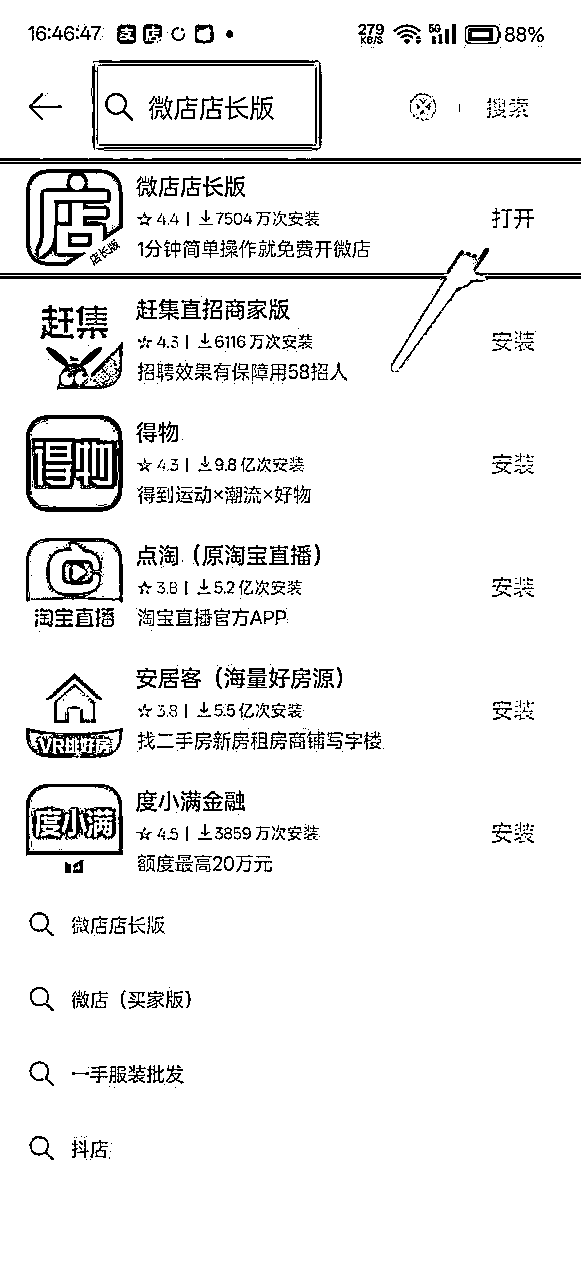 16:46:47 支 店 279 KB/S 5G 88%
微店店长版 搜索
店 店长版
微店店长版
4.4 | 7504 万次安装
打开
1分钟简单操作就免费开微店
赶集
赶集直招商家版
4.3 | 6116 万次安装
安装
招聘效果有保障用58招人
得物
得物
4.3 | 9.8 亿次安装
安装
得到运动×潮流×好物
淘宝直播
点淘（原淘宝直播）
3.8 | 5.2 亿次安装
安装
淘宝直播官方APP
安居客（海量好房源）
3.8 | 5.5 亿次安装
安装
找二手房新房租房商铺写字楼
度小满
度小满金融
4.5 | 3859 万次安装
安装
额度最高20万元
微店店长版
微店（买家版）
一手服装批发
抖店